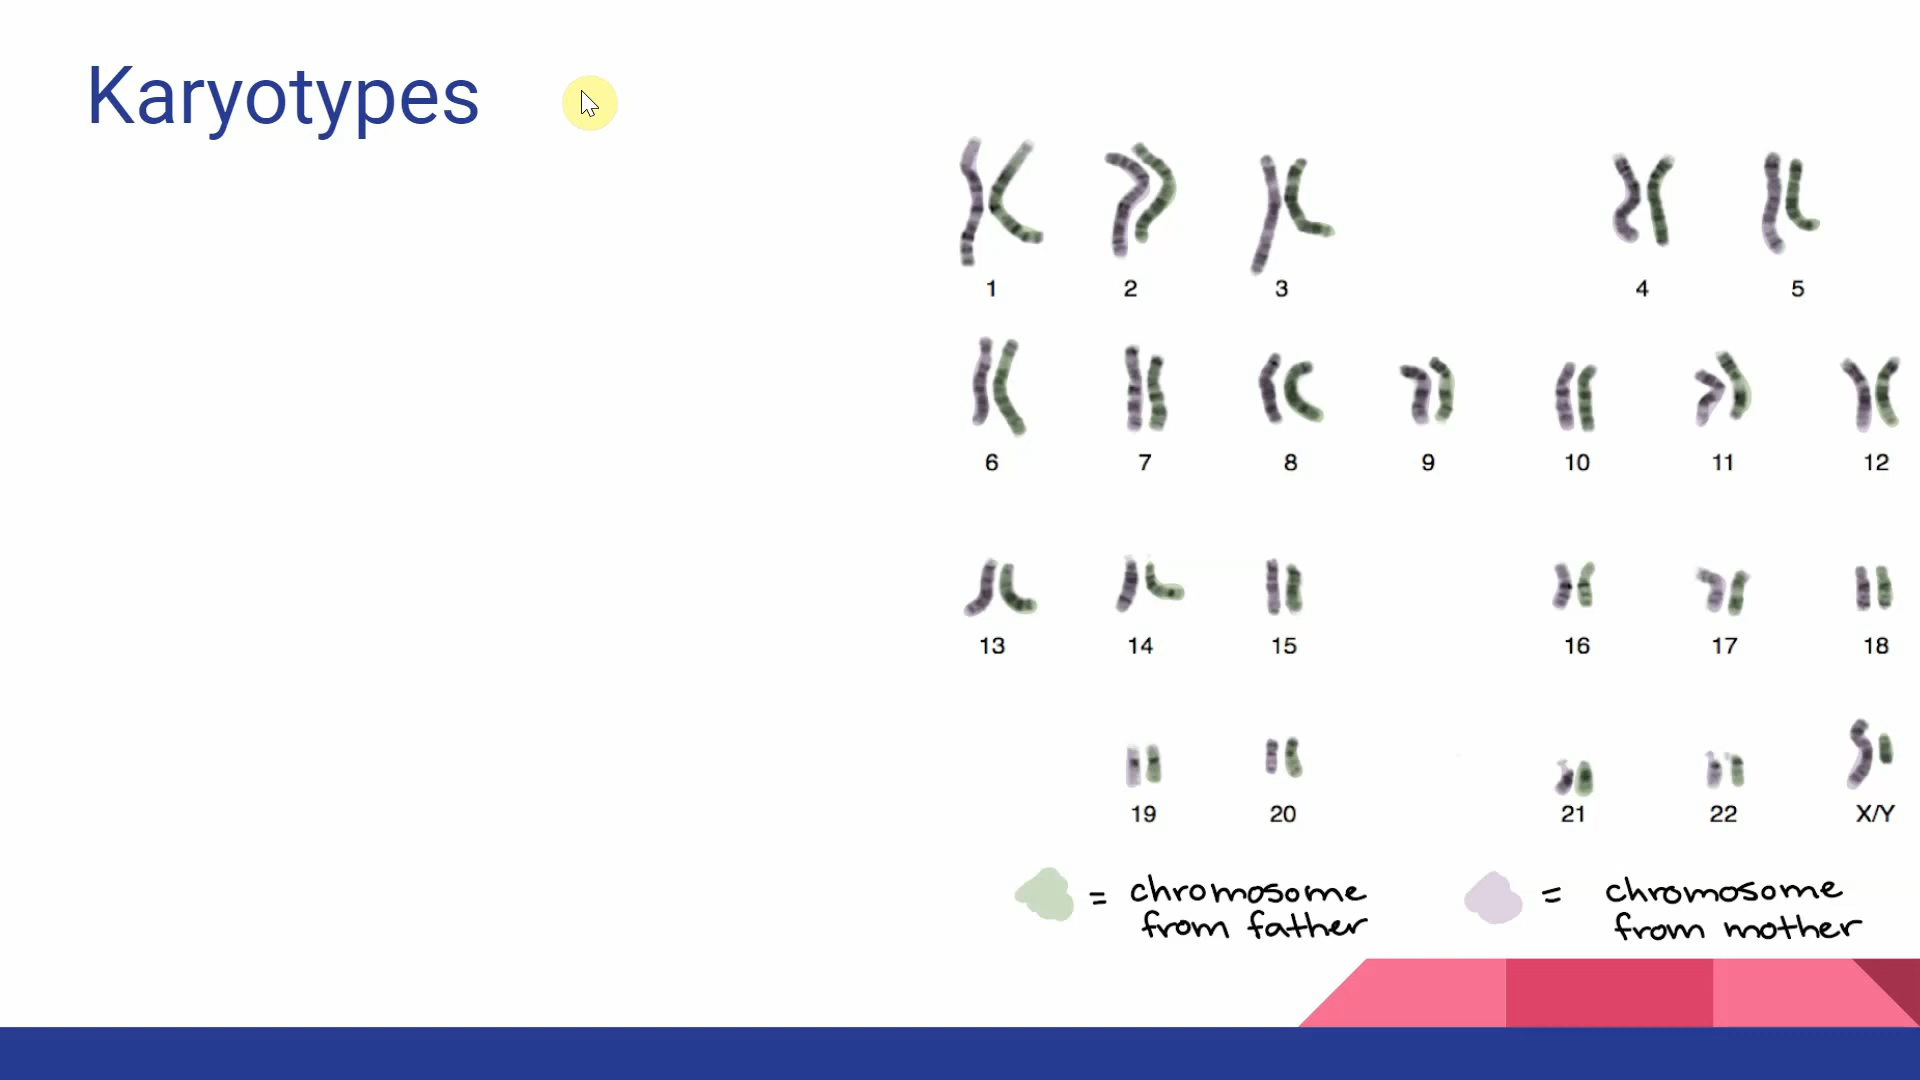 Karyotypes
1 2 3 4 5
6 7 8 9 10 11 12
13 14 15 16 17 18
19 20 21 22 X/Y
= chromosome from father
= chromosome from mother